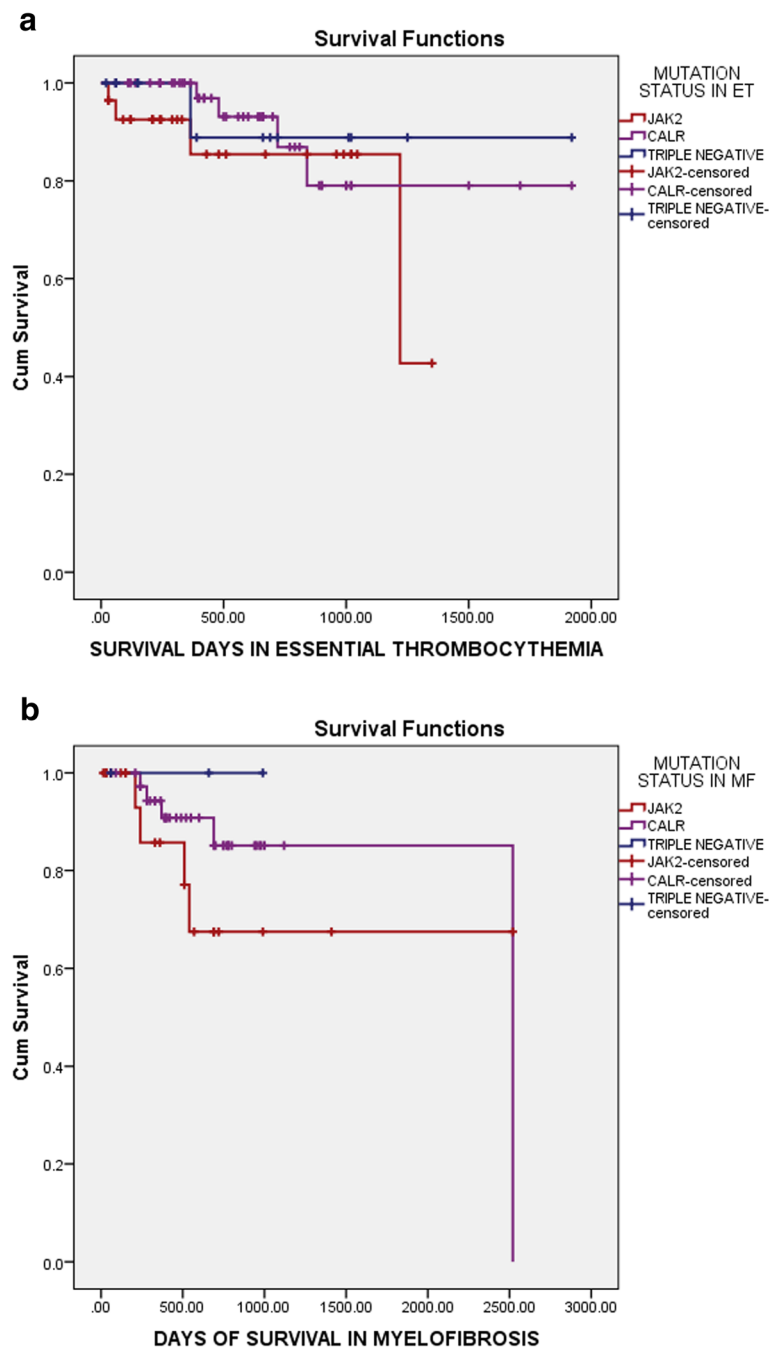 a
Survival Functions
MUTATION
STATUS IN ET
JAK2
CALR
TRIPLE NEGATIVE
JAK2-censored
CALR-censored
TRIPLE NEGATIVE-
censored
Cum Survival
1.0
0.8
0.6
0.4
0.2
0.0
.00 500.00 1000.00 1500.00 2000.00
SURVIVAL DAYS IN ESSENTIAL THROMBOCYTHEMIA
b
Survival Functions
MUTATION
STATUS IN MF
JAK2
CALR
TRIPLE NEGATIVE
JAK2-censored
CALR-censored
TRIPLE NEGATIVE-
censored
Cum Survival
1.0
0.8
0.6
0.4
0.2
0.0
.00 500.00 1000.00 1500.00 2000.00 2500.00 3000.00
DAYS OF SURVIVAL IN MYELOFIBROSIS